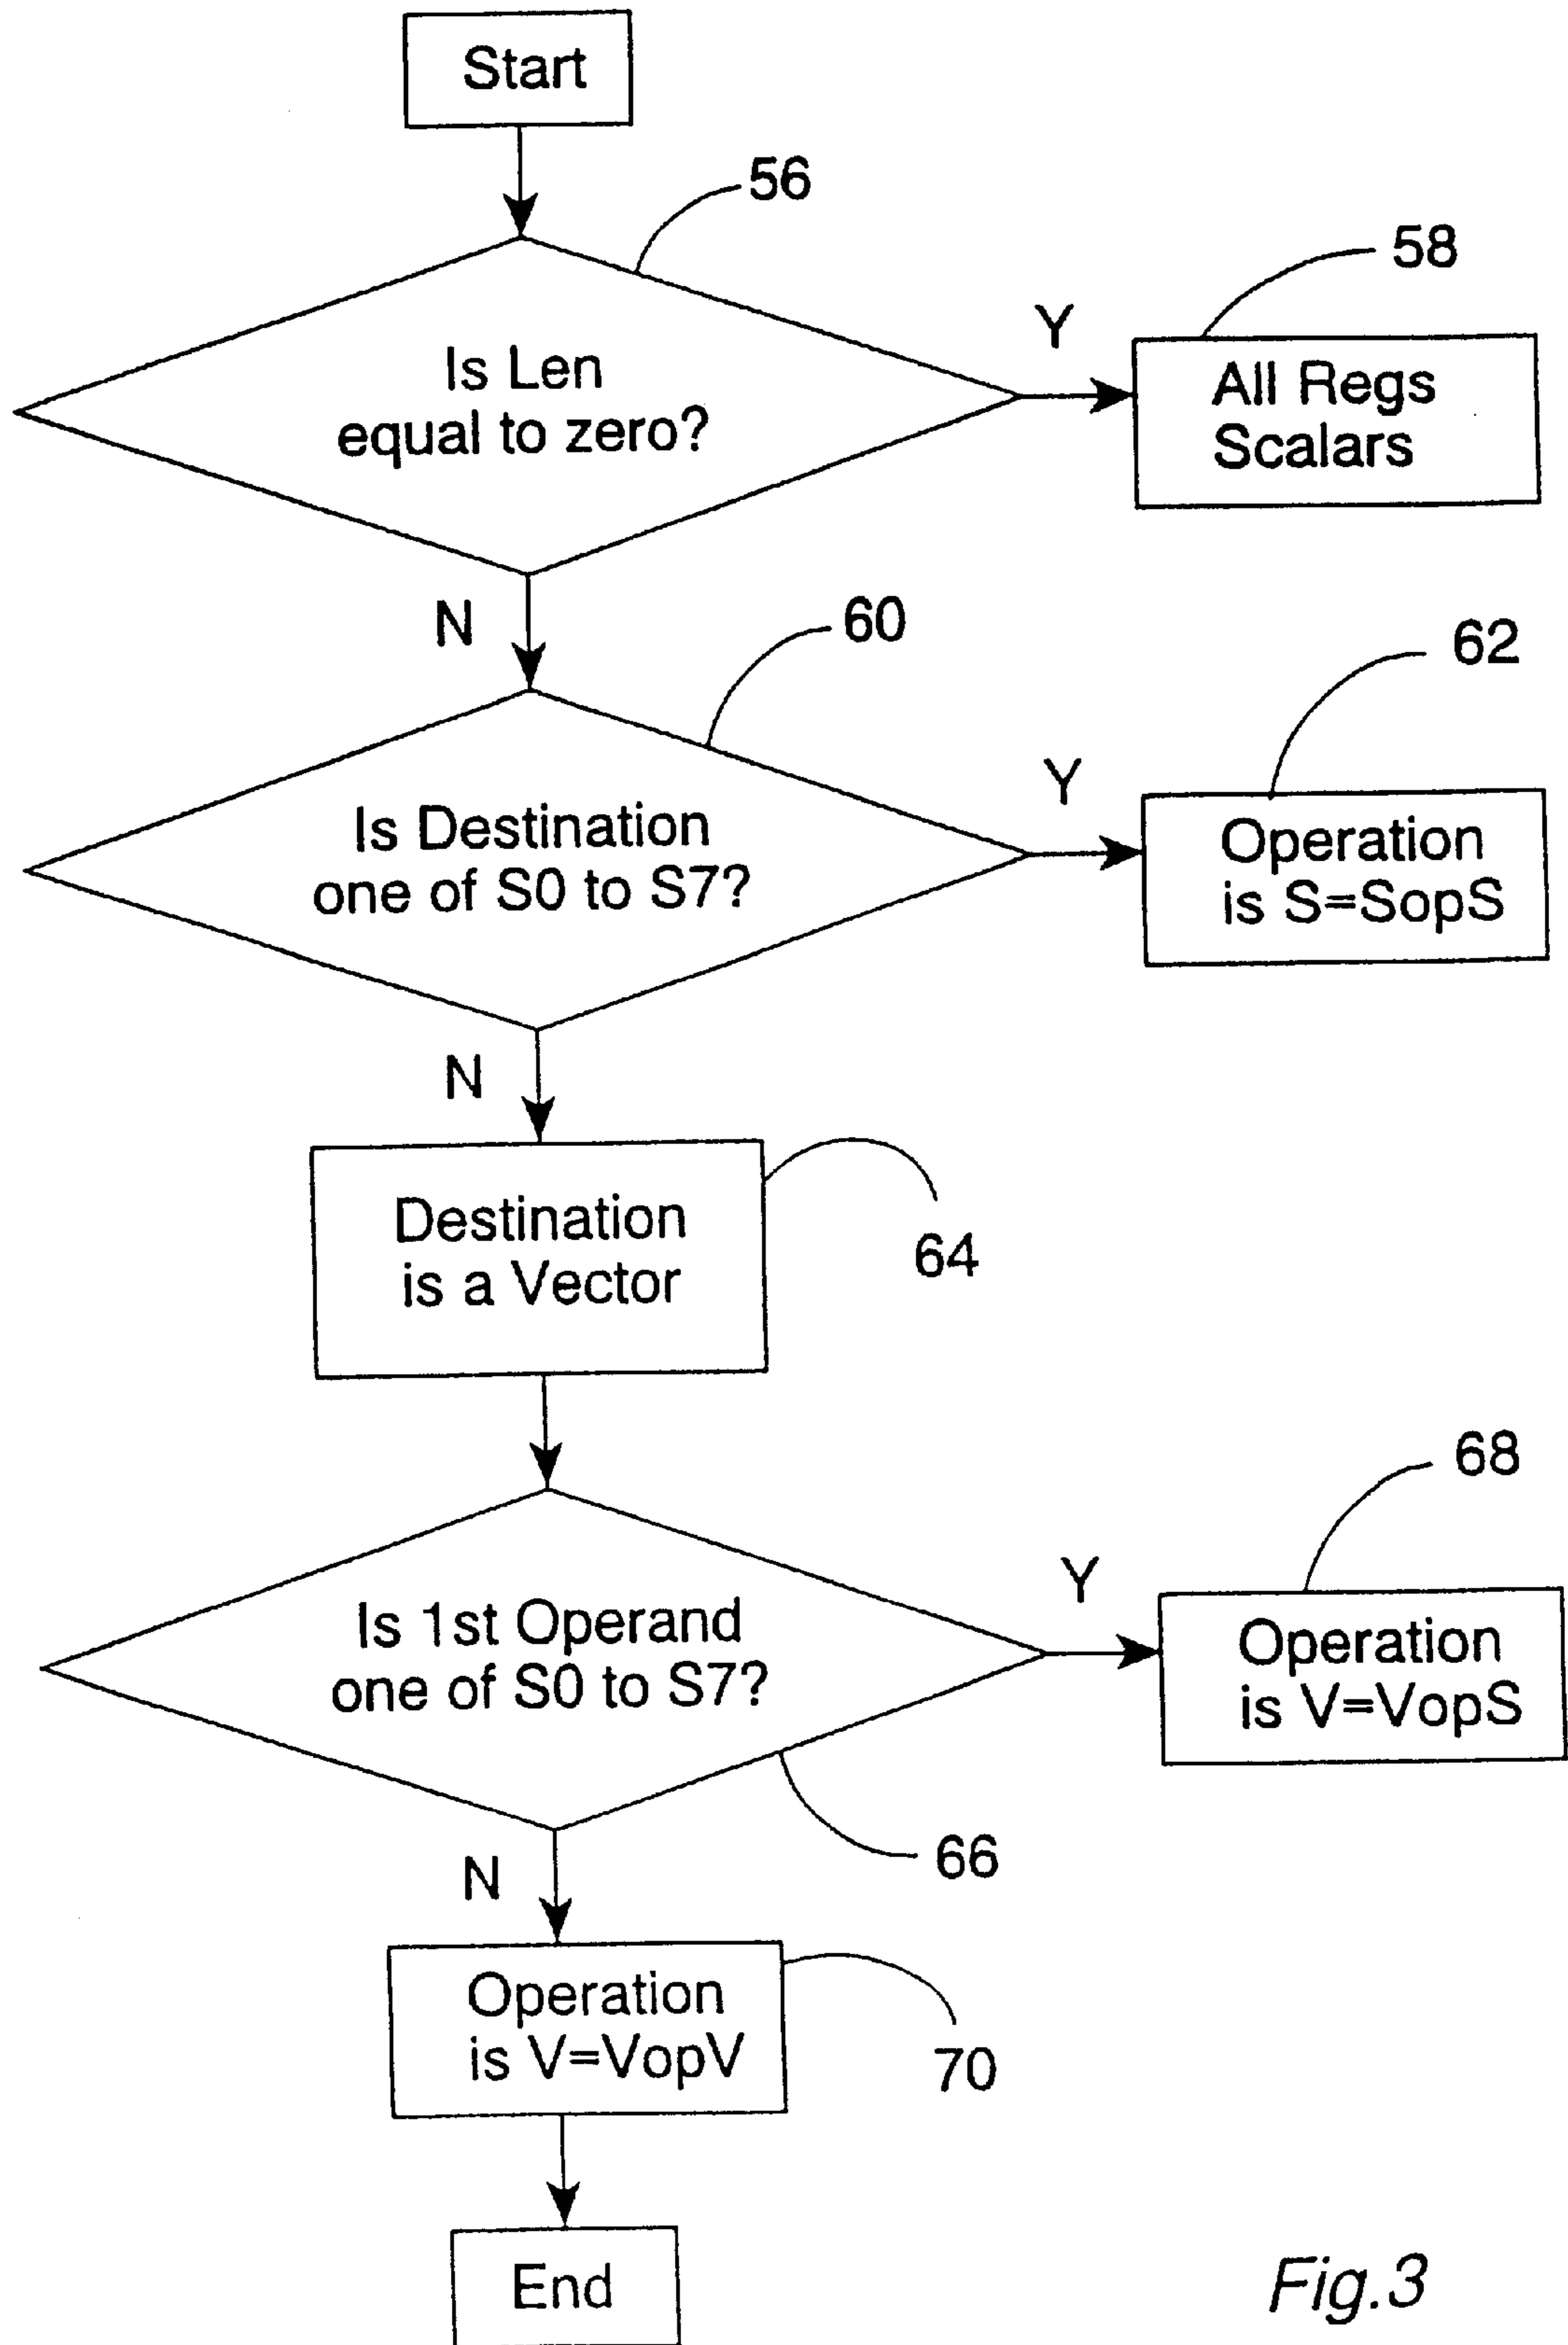 Start
56
Is Len
equal to zero?
Y
58
All Regs
Scalars
N
60
Is Destination
one of S0 to S7?
Y
62
Operation
is S=SopS
N
Destination
is a Vector
64
Is 1st Operand
one of S0 to S7?
Y
68
Operation
is V=VopS
66
N
Operation
is V=VopV
70
End
Fig.3